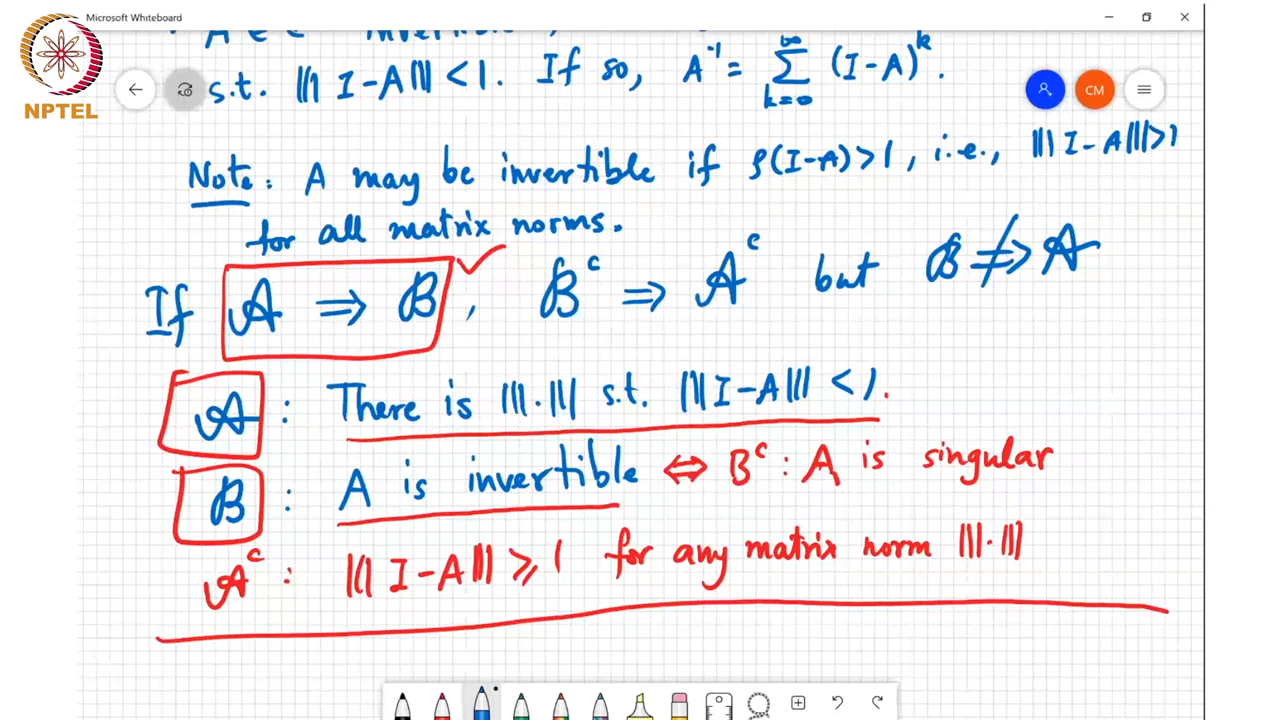 Microsoft Whiteboard
s.t. ||| I-A||| < 1. If so, A⁻¹ = ∑_{k=0}^{∞} (I-A)^k.
NPTEL
CM
Note: A may be invertible if ρ(I-A)>1, i.e., ||| I-A|||>1
for all matrix norms.
If A ⇒ B, B^c ⇒ A^c but B ⇏ A
A : There is |||·||| s.t. ||| I-A||| < 1.
B : A is invertible ⇔ B^c : A is singular
A^c : ||| I-A||| ⩾ 1 for any matrix norm |||·|||